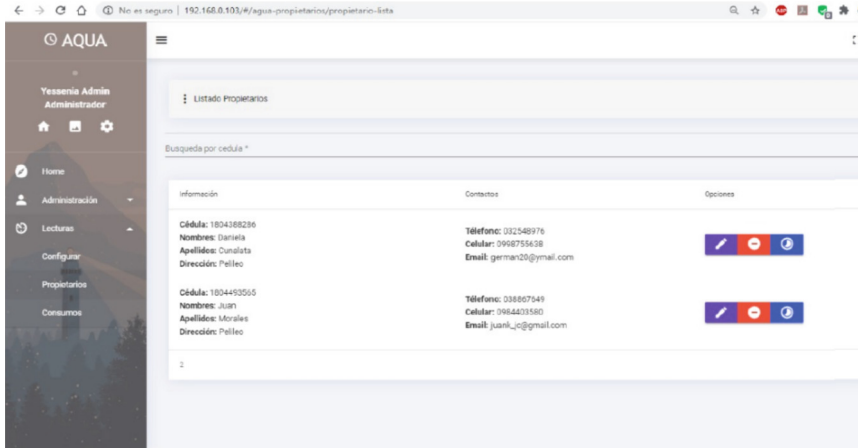 No es seguro | 192.168.0.103/#/agua-propietarios/propietario-lista
AQUA
Yessenia Admin
Administrador
Listado Propietarios
Busqueda por cedula *
Home
Administración
Lecturas
Configurar
Propietarios
Consumos
Información Contactos Opciones
Cédula: 1804388286
Nombres: Daniela
Apellidos: Cunalata
Dirección: Pelileo
Télefono: 032548976
Celular: 0998755638
Email: german20@ymail.com
Cédula: 1804493565
Nombres: Juan
Apellidos: Morales
Dirección: Pelileo
Télefono: 038867649
Celular: 0984403580
Email: juank_jc@gmail.com
2